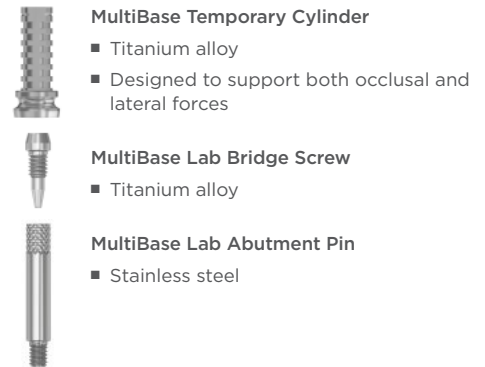 MultiBase Temporary Cylinder
▪ Titanium alloy
▪ Designed to support both occlusal and
lateral forces
MultiBase Lab Bridge Screw
▪ Titanium alloy
MultiBase Lab Abutment Pin
▪ Stainless steel